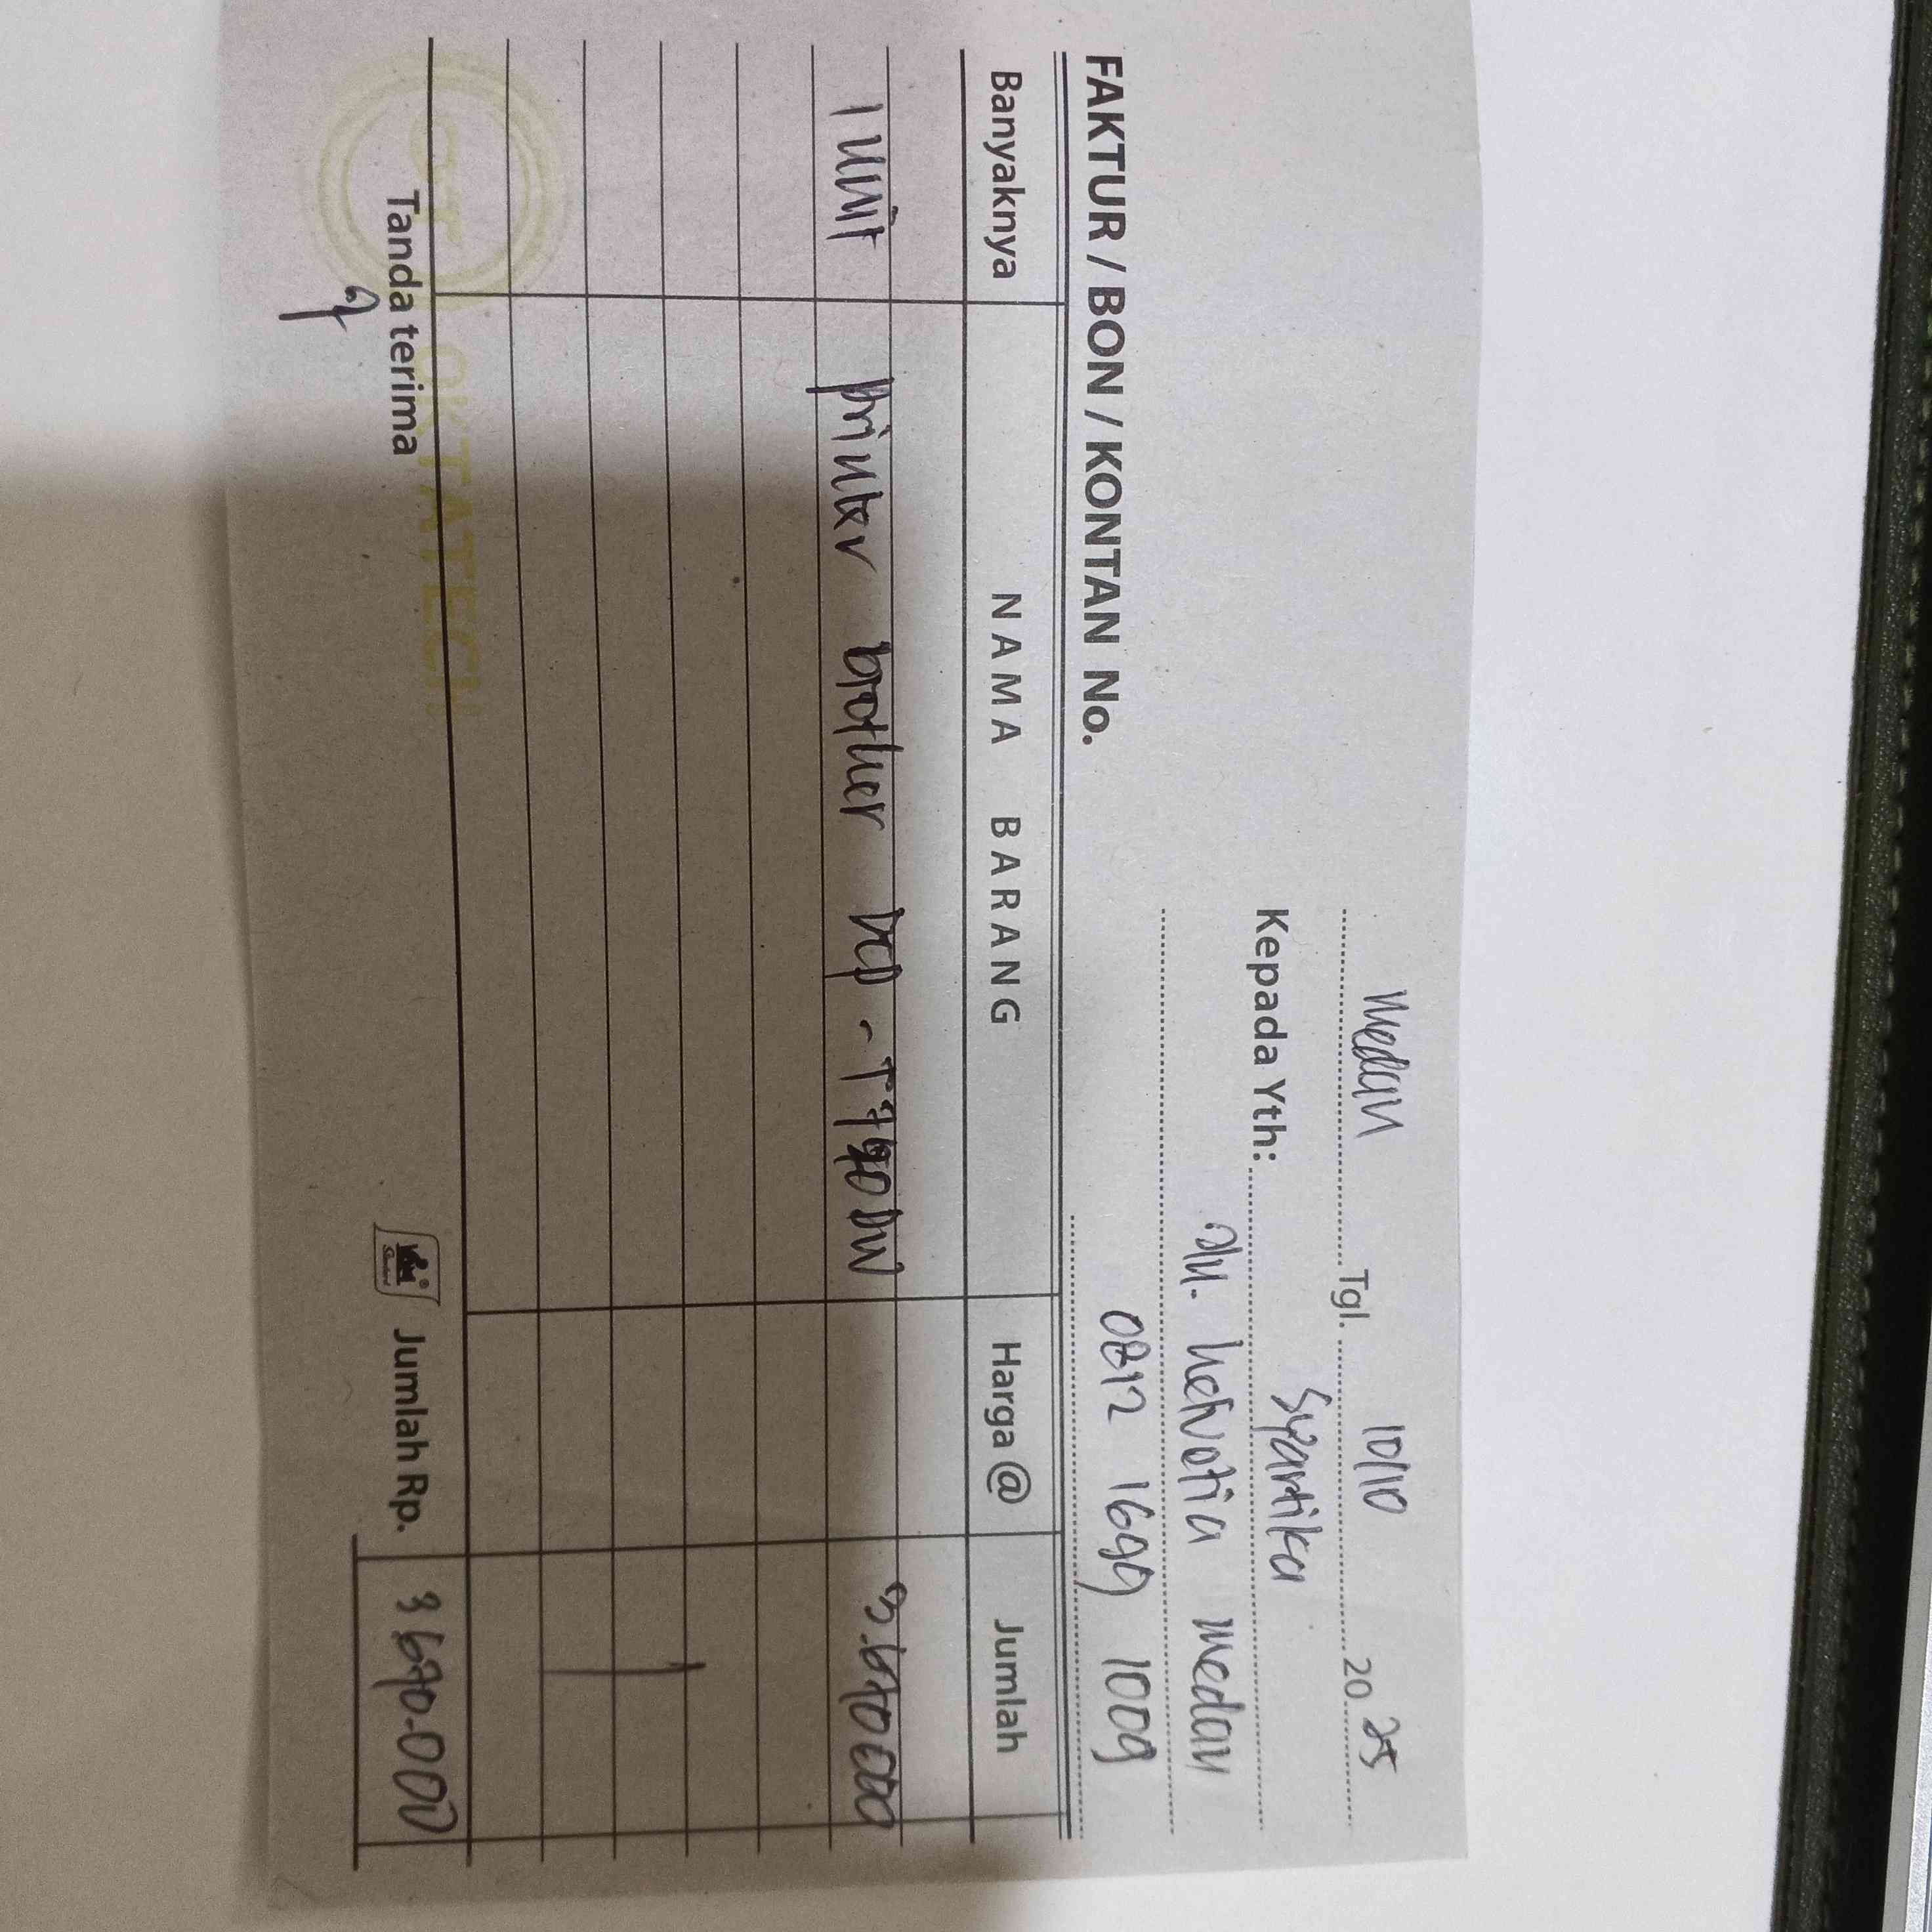 Medan Tgl. 10/10 20 25
Kepada Yth: Syantika
Jln. helvetia medan
FAKTUR / BON / KONTAN No. 0812 1699 1009
Banyaknya NAMA BARANG Harga @ Jumlah
1 unit printer brother DCP - T720DW 3.690.000
OKTATECH
Tanda terima Jumlah Rp. 3 690.000